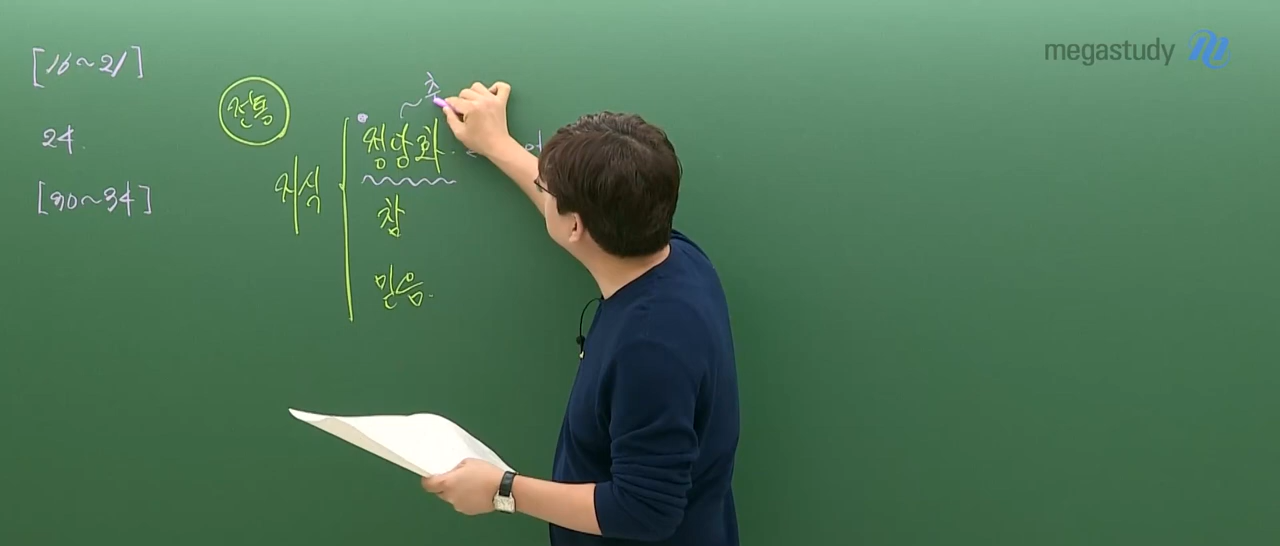 megastudy
[16~21]
24.
[30~34]
전통
지식
정당화
참
믿음.